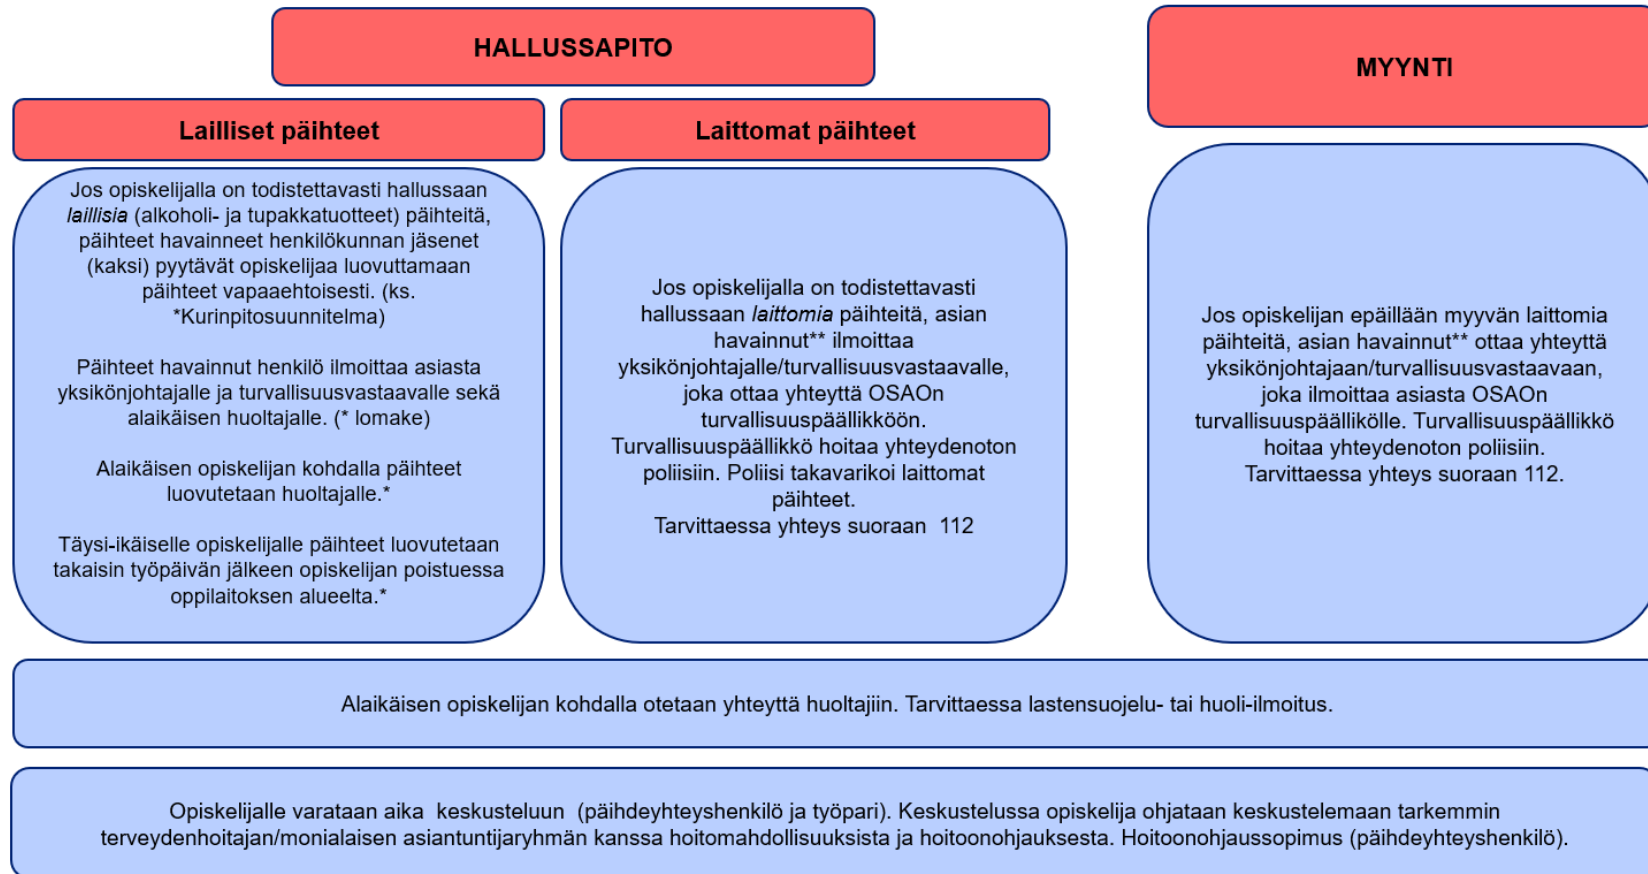 HALLUSSAPITO
Lailliset päihteet
Jos opiskelijalla on todistettavasti hallussaan
laillisia (alkoholi- ja tupakkatuotteet) päihteitä,
päihteet havainneet henkilökunnan jäsenet
(kaksi) pyytävät opiskelijaa luovuttamaan
päihteet vapaaehtoisesti. (ks.
*Kurinpitosuunnitelma)
Päihteet havainnut henkilö ilmoittaa asiasta
yksikönjohtajalle ja turvallisuusvastaavalle sekä
alaikäisen huoltajalle. (* lomake)
Alaikäisen opiskelijan kohdalla päihteet
luovutetaan huoltajalle.*
Täysi-ikäiselle opiskelijalle päihteet luovutetaan
takaisin työpäivän jälkeen opiskelijan poistuessa
oppilaitoksen alueelta.*
Laittomat päihteet
Jos opiskelijalla on todistettavasti
hallussaan laittomia päihteitä, asian
havainnut** ilmoittaa
yksikönjohtajalle/turvallisuusvastaavalle,
joka ottaa yhteyttä OSAOn
turvallisuuspäällikköön.
Turvallisuuspäällikkö hoitaa yhteydenoton
poliisiin. Poliisi takavarikoi laittomat
päihteet.
Tarvittaessa yhteys suoraan  112
MYYNTI
Jos opiskelijan epäillään myyvän laittomia
päihteitä, asian havainnut** ottaa yhteyttä
yksikönjohtajaan/turvallisuusvastaavaan,
joka ilmoittaa asiasta OSAOn
turvallisuuspäällikölle. Turvallisuuspäällikkö
hoitaa yhteydenoton poliisiin.
Tarvittaessa yhteys suoraan 112.
Alaikäisen opiskelijan kohdalla otetaan yhteyttä huoltajiin. Tarvittaessa lastensuojelu- tai huoli-ilmoitus.
Opiskelijalle varataan aika  keskusteluun  (päihdeyhteyshenkilö ja työpari). Keskustelussa opiskelija ohjataan keskustelemaan tarkemmin
terveydenhoitajan/monialaisen asiantuntijaryhmän kanssa hoitomahdollisuuksista ja hoitoonohjauksesta. Hoitoonohjaussopimus (päihdeyhteyshenkilö).